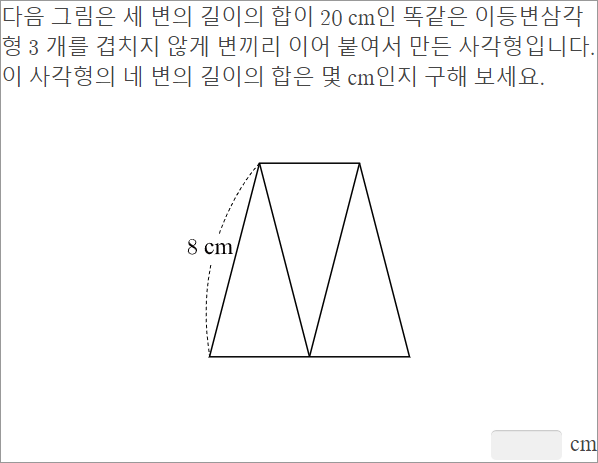 다음 그림은 세 변의 길이의 합이 20 cm인 똑같은 이등변삼각
형 3 개를 겹치지 않게 변끼리 이어 붙여서 만든 사각형입니다.
이 사각형의 네 변의 길이의 합은 몇 cm인지 구해 보세요.
8 cm
cm